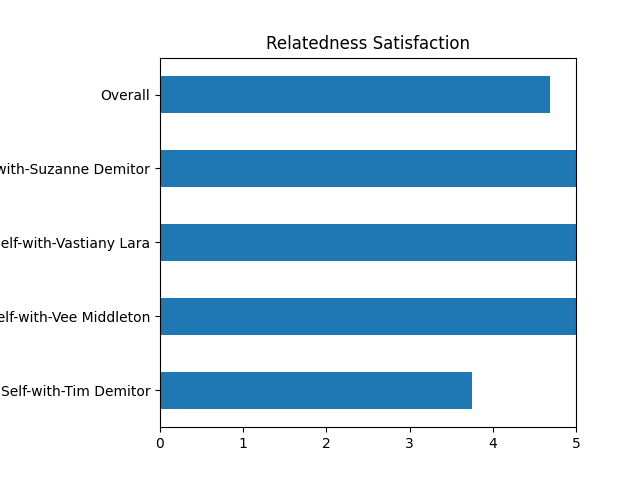 Relatedness Satisfaction
Overall
with-Suzanne Demitor
elf-with-Vastiany Lara
elf-with-Vee Middleton
Self-with-Tim Demitor
0 1 2 3 4 5